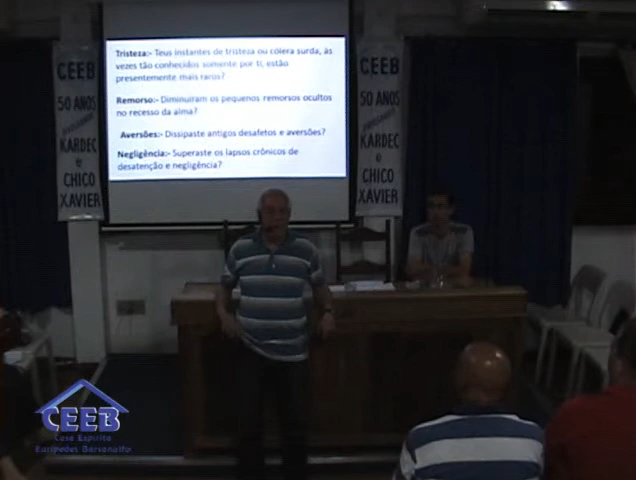 Tristeza:- Teus instantes de tristeza ou cólera surda, às
vezes tão conhecidos somente por ti, estão
presentemente mais raros?
Remorso:- Diminuíram os pequenos remorsos ocultos
no recesso da alma?
Aversões:- Dissipaste antigos desafetos e aversões?
Negligência:- Superaste os lapsos crônicos de
desatenção e negligência?
CEEB
50 ANOS
KARDEC
e
CHICO
XAVIER
CEEB
50 ANOS
KARDEC
e
CHICO
XAVIER
CEEB
Casa Espírita
Eurípedes Barsanulfo